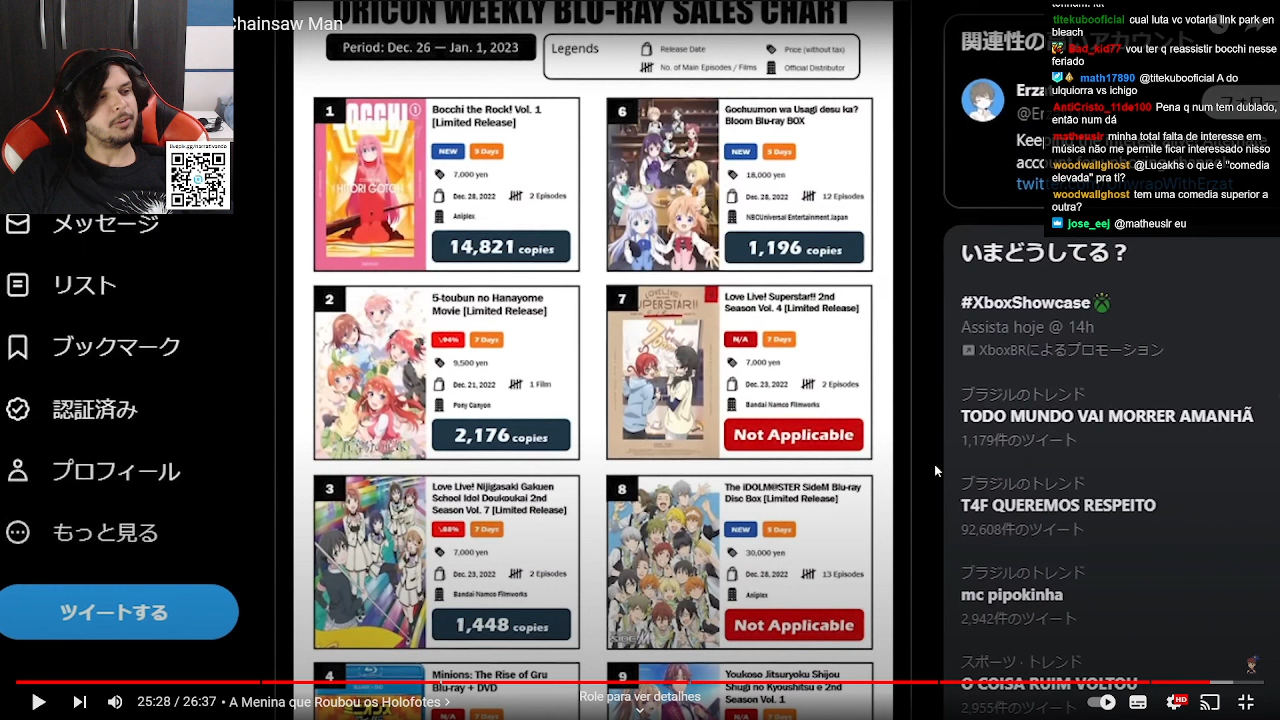 Chainsaw Man
ORICON WEEKLY BLU-RAY SALES CHART
Period: Dec. 26 — Jan. 1, 2023
Legends
Release Date
Price (without tax)
No. of Main Episodes / Films
Official Distributor
1
Bocchi the Rock! Vol. 1
[Limited Release]
NEW
5 Days
7,000 yen
Dec. 28, 2022
2 Episodes
Aniplex
14,821 copies
6
Gochuumon wa Usagi desu ka?
Bloom Blu-ray BOX
NEW
5 Days
18,000 yen
Dec. 28, 2022
12 Episodes
NBCUniversal Entertainment Japan
1,196 copies
2
5-toubun no Hanayome
Movie [Limited Release]
\94%
7 Days
9,500 yen
Dec. 21, 2022
1 Film
Pony Canyon
2,176 copies
7
Love Live! Superstar!! 2nd
Season Vol. 4 [Limited Release]
N/A
7 Days
7,000 yen
Dec. 23, 2022
2 Episodes
Bandai Namco Filmworks
Not Applicable
3
Love Live! Nijigasaki Gakuen
School Idol Doukoukai 2nd
Season Vol. 7 [Limited Release]
\88%
7 Days
7,000 yen
Dec. 23, 2022
2 Episodes
Bandai Namco Filmworks
1,448 copies
8
The iDOLM@STER SideM Blu-ray
Disc Box [Limited Release]
NEW
5 Days
30,000 yen
Dec. 28, 2022
13 Episodes
Aniplex
Not Applicable
4
Minions: The Rise of Gru
Blu-ray + DVD
9
Youkoso Jitsuryoku Shijou
Shugi no Kyoushitsu e 2nd
Season Vol. 1
メッセージ
リスト
ブックマーク
認証済み
プロフィール
もっと見る
ツイートする
25:28 / 26:37 • A Menina que Roubou os Holofotes
Role para ver detalhes
HD
titekubooficial cual luta vc votaria link park en
bleach
Bad_kid77 vou ter q reassistir bocchi nesse
feriado
math17890 @titekubooficial A do
ulquiorra vs ichigo
AntiCristo_11de100 Pena q num tem dublado,
então num dá
matheuslr minha total falta de interesse em
música não me permite ficar interessado nisso
woodwallghost @Lucakhs o que é "comedia
elevada" pra ti?
woodwallghost tem uma comedia superior a
outra?
jose_eej @matheuslr eu
いまどうしてる？
#XboxShowcase
Assista hoje @ 14h
XboxBRによるプロモーション
ブラジルのトレンド
TODO MUNDO VAI MORRER AMANHÃ
1,179件のツイート
ブラジルのトレンド
T4F QUEREMOS RESPEITO
92,608件のツイート
ブラジルのトレンド
mc pipokinha
2,942件のツイート
スポーツ・トレンド
O COISA RUIM VOLTOU
2,955件のツイート